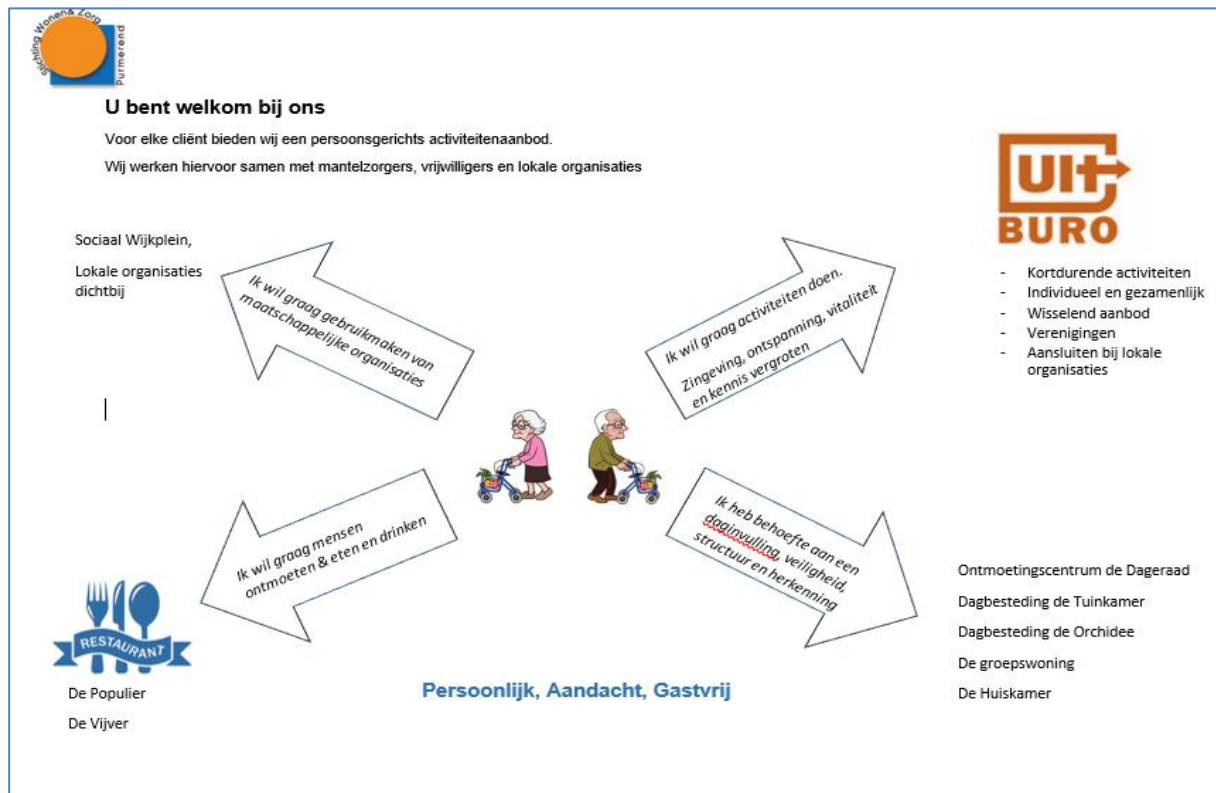 Stichting Wonen & Zorg
Purmerend
U bent welkom bij ons
Voor elke cliënt bieden wij een persoonsgerichts activiteitenaanbod.
Wij werken hiervoor samen met mantelzorgers, vrijwilligers en lokale organisaties
Sociaal Wijkplein,
Lokale organisaties
dichtbij
Ik wil graag gebruikmaken van
maatschappelijke organisaties
Ik wil graag activiteiten doen.
Zingeving, ontspanning, vitaliteit
en kennis vergroten
UIt
BURO
- Kortdurende activiteiten
- Individueel en gezamenlijk
- Wisselend aanbod
- Verenigingen
- Aansluiten bij lokale
organisaties
Ik wil graag mensen
ontmoeten & eten en drinken
Ik heb behoefte aan een
daginvulling, veiligheid,
structuur en herkenning
RESTAURANT
De Populier
De Vijver
Persoonlijk, Aandacht, Gastvrij
Ontmoetingscentrum de Dageraad
Dagbesteding de Tuinkamer
Dagbesteding de Orchidee
De groepswoning
De Huiskamer